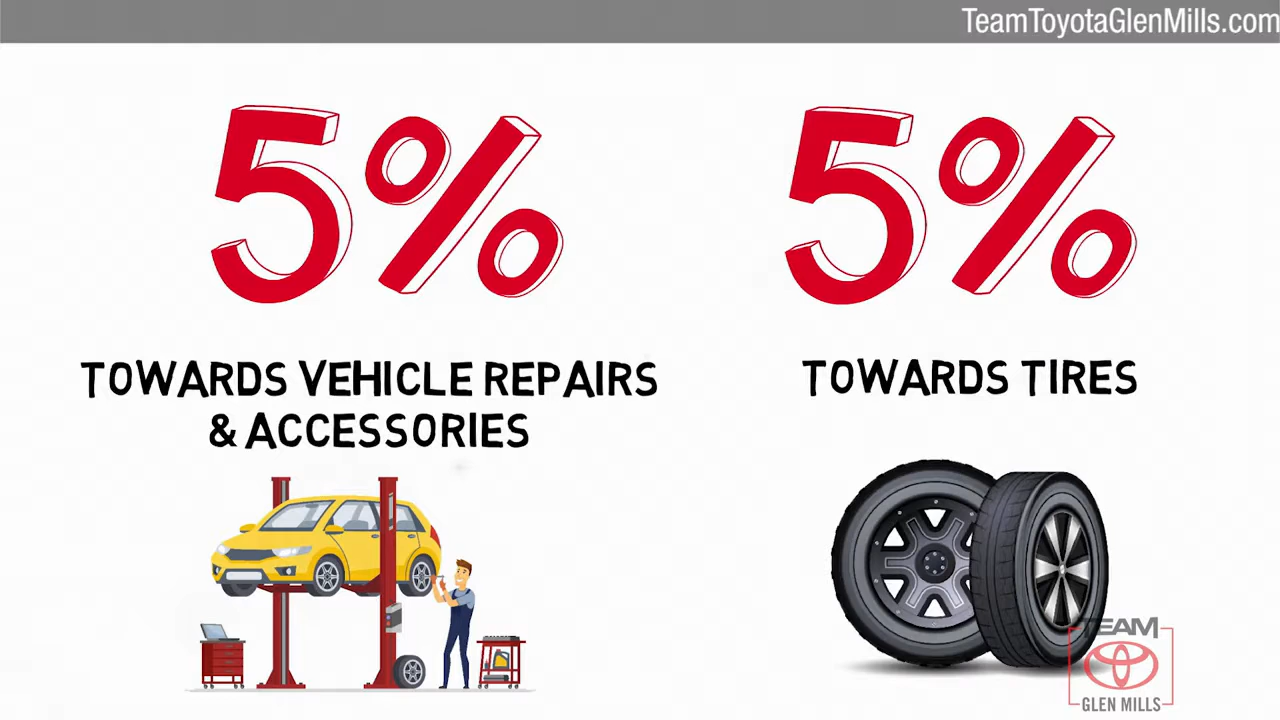 TeamToyotaGlenMills.com
5%
TOWARDS VEHICLE REPAIRS
& ACCESSORIES
5%
TOWARDS TIRES
TEAM
GLEN MILLS